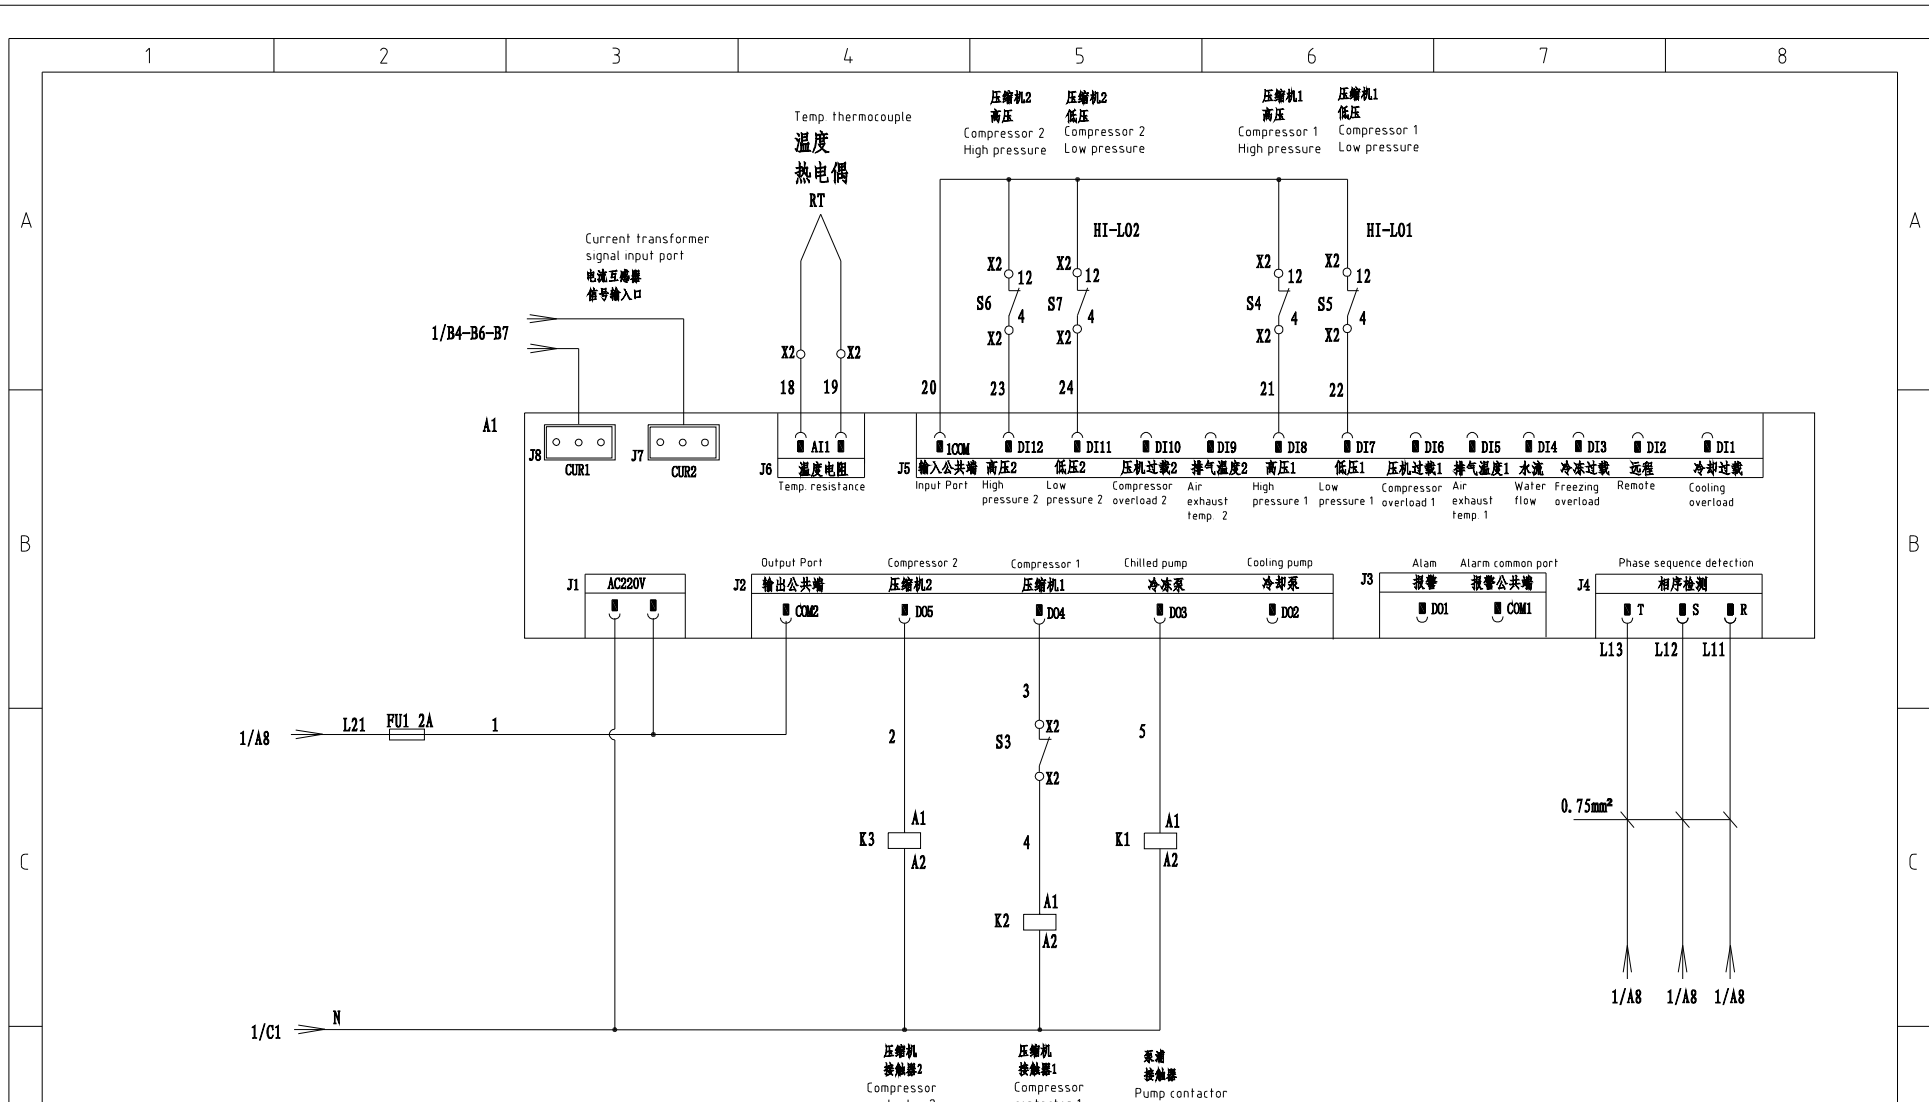 1 2 3 4 5 6 7 8
A A
B B
C C
Temp. thermocouple
温度
热电偶
RT
压缩机2
高压
Compressor 2
High pressure
压缩机2
低压
Compressor 2
Low pressure
压缩机1
高压
Compressor 1
High pressure
压缩机1
低压
Compressor 1
Low pressure
Current transformer
signal input port
电流互感器
信号输入口
1/B4-B6-B7
HI-LO2
HI-LO1
X2 12
S6
4
X2
X2 12
S7
4
X2
X2 12
S4
4
X2
X2 12
S5
4
X2
X2 X2
18 19 20 23 24 21 22
A1
J8
CUR1
J7
CUR2
J6
AI1
温度电阻
Temp. resistance
J5
1COM DI12 DI11 DI10 DI9 DI8 DI7 DI6 DI5 DI4 DI3 DI2 DI1
输入公共端 高压2 低压2 压机过载2 排气温度2 高压1 低压1 压机过载1 排气温度1 水流 冷冻过载 远程 冷却过载
Input Port
High
pressure 2
Low
pressure 2
Compressor
overload 2
Air
exhaust
temp. 2
High
pressure 1
Low
pressure 1
Compressor
overload 1
Air
exhaust
temp. 1
Water
flow
Freezing
overload
Remote
Cooling
overload
J1
AC220V
Output Port Compressor 2 Compressor 1 Chilled pump Cooling pump
J2
输出公共端 压缩机2 压缩机1 冷冻泵 冷却泵
COM2 DO5 DO4 DO3 DO2
Alam Alarm common port
J3
报警 报警公共端
DO1 COM1
Phase sequence detection
J4
相序检测
T S R
L13 L12 L11
1/A8
L21
FU1 2A
1
2
3
5
X2
S3
X2
4
K3
A1
A2
K2
A1
A2
K1
A1
A2
0.75mm²
1/A8 1/A8 1/A8
1/C1
N
压缩机
接触器2
Compressor
压缩机
接触器1
Compressor
泵浦
接触器
Pump contactor